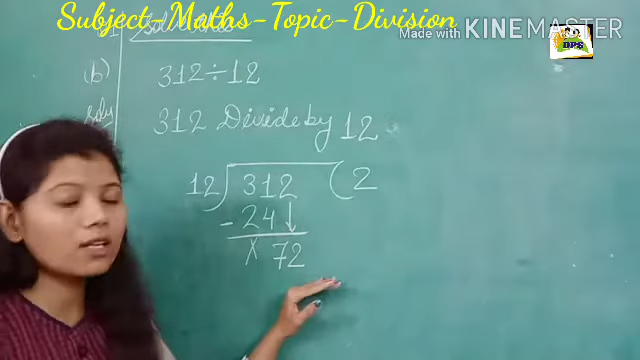 Subject-Maths-Topic-Division
Made with KINEMASTER
DPS
(b) 312÷12
Soln
312 Divide by 12
12 312 ( 2
- 24↓
x 72